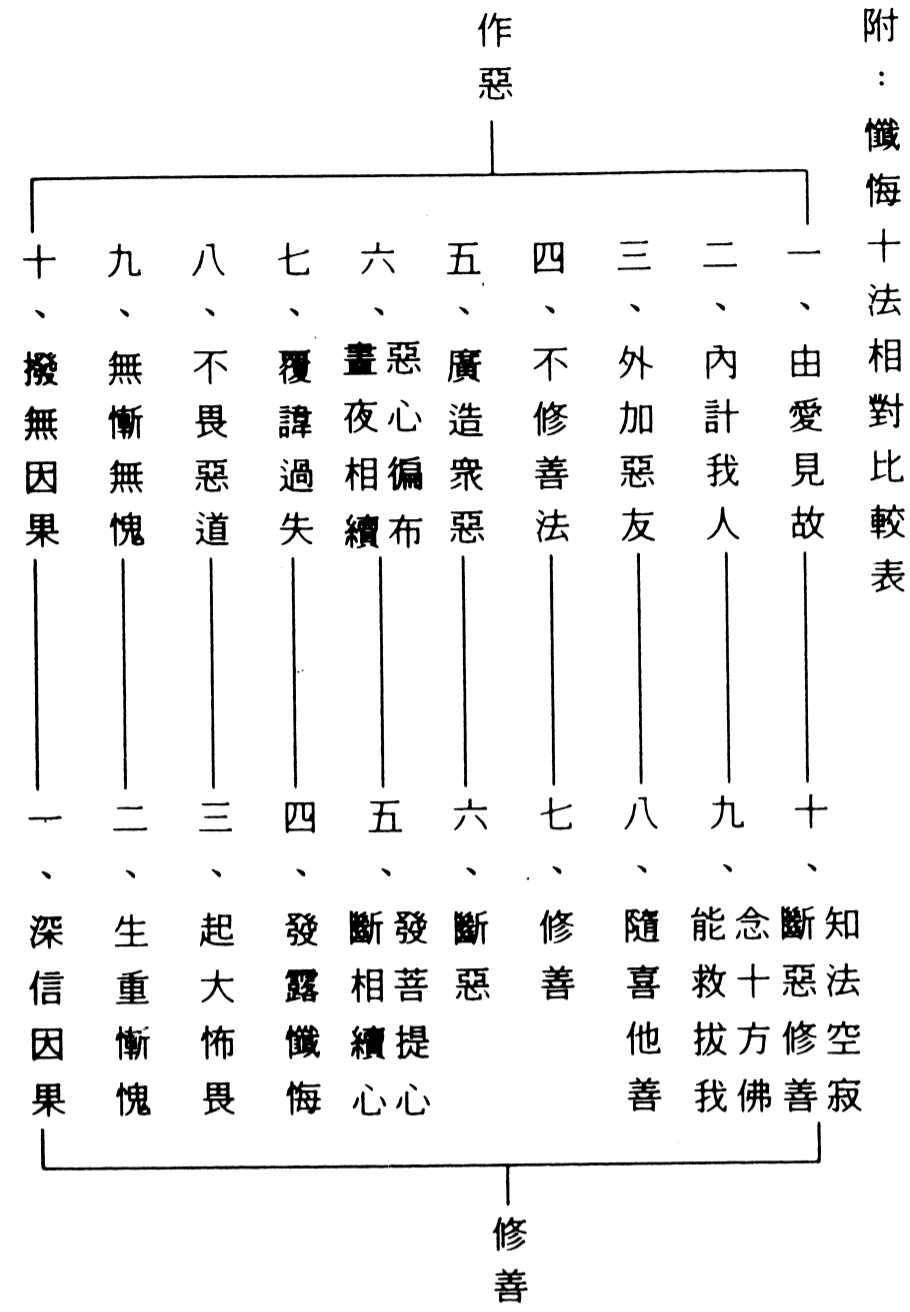 附：懺悔十法相對比較表
作惡
一、由愛見故
二、內計我人
三、外加惡友
四、不修善法
五、廣造衆惡
六、惡心徧布
晝夜相續
七、覆諱過失
八、不畏惡道
九、無慚無愧
十、撥無因果
十、知法空寂
斷惡修善
九、念十方佛
能救拔我
八、隨喜他善
七、修善
六、斷惡
五、發菩提心
斷相續心
四、發露懺悔
三、起大怖畏
二、生重慚愧
一、深信因果
修善